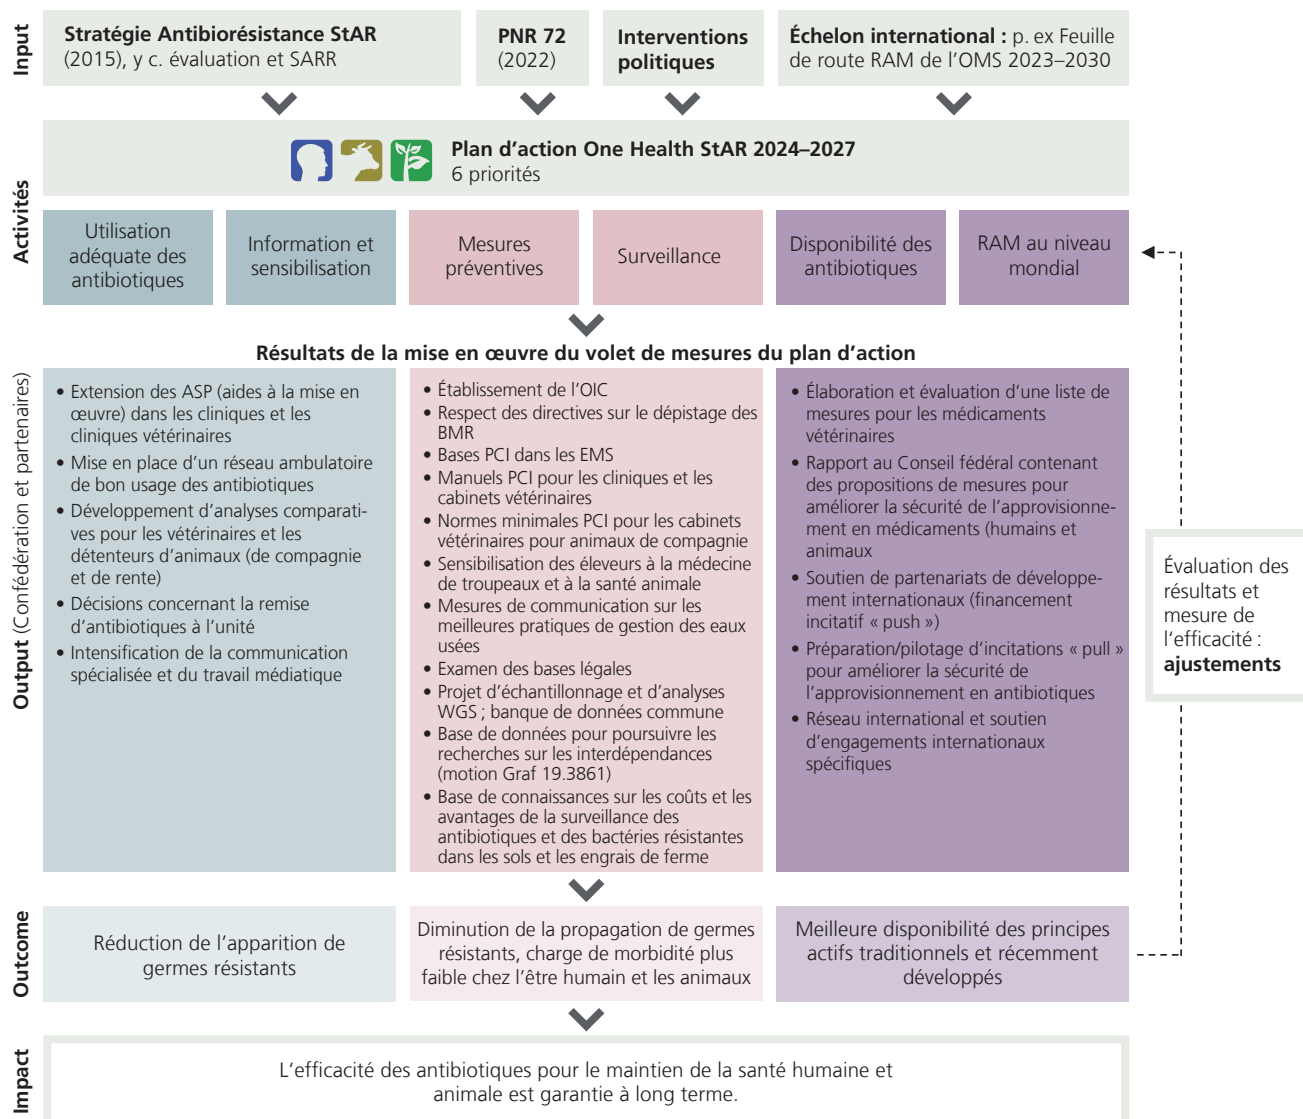 Input
Stratégie Antibiorésistance StAR
(2015), y c. évaluation et SARR
PNR 72
(2022)
Interventions
politiques
Échelon international : p. ex Feuille
de route RAM de l'OMS 2023–2030
Activités
Plan d'action One Health StAR 2024–2027
6 priorités
Utilisation
adéquate des
antibiotiques
Information et
sensibilisation
Mesures
préventives
Surveillance
Disponibilité des
antibiotiques
RAM au niveau
mondial
Résultats de la mise en œuvre du volet de mesures du plan d'action
Output (Confédération et partenaires)
• Extension des ASP (aides à la mise en
œuvre) dans les cliniques et les
cliniques vétérinaires
• Mise en place d'un réseau ambulatoire
de bon usage des antibiotiques
• Développement d'analyses comparati-
ves pour les vétérinaires et les
détenteurs d'animaux (de compagnie
et de rente)
• Décisions concernant la remise
d'antibiotiques à l'unité
• Intensification de la communication
spécialisée et du travail médiatique
• Établissement de l'OIC
• Respect des directives sur le dépistage des
BMR
• Bases PCI dans les EMS
• Manuels PCI pour les cliniques et les
cabinets vétérinaires
• Normes minimales PCI pour les cabinets
vétérinaires pour animaux de compagnie
• Sensibilisation des éleveurs à la médecine
de troupeaux et à la santé animale
• Mesures de communication sur les
meilleures pratiques de gestion des eaux
usées
• Examen des bases légales
• Projet d'échantillonnage et d'analyses
WGS ; banque de données commune
• Base de données pour poursuivre les
recherches sur les interdépendances
(motion Graf 19.3861)
• Base de connaissances sur les coûts et les
avantages de la surveillance des
antibiotiques et des bactéries résistantes
dans les sols et les engrais de ferme
• Élaboration et évaluation d'une liste de
mesures pour les médicaments
vétérinaires
• Rapport au Conseil fédéral contenant
des propositions de mesures pour
améliorer la sécurité de l'approvisionne-
ment en médicaments (humains et
animaux
• Soutien de partenariats de développe-
ment internationaux (financement
incitatif « push »)
• Préparation/pilotage d'incitations « pull »
pour améliorer la sécurité de
l'approvisionnement en antibiotiques
• Réseau international et soutien
d'engagements internationaux
spécifiques
Évaluation des
résultats et
mesure de
l'efficacité :
ajustements
Outcome
Réduction de l'apparition de
germes résistants
Diminution de la propagation de germes
résistants, charge de morbidité plus
faible chez l'être humain et les animaux
Meilleure disponibilité des principes
actifs traditionnels et récemment
développés
Impact
L'efficacité des antibiotiques pour le maintien de la santé humaine et
animale est garantie à long terme.